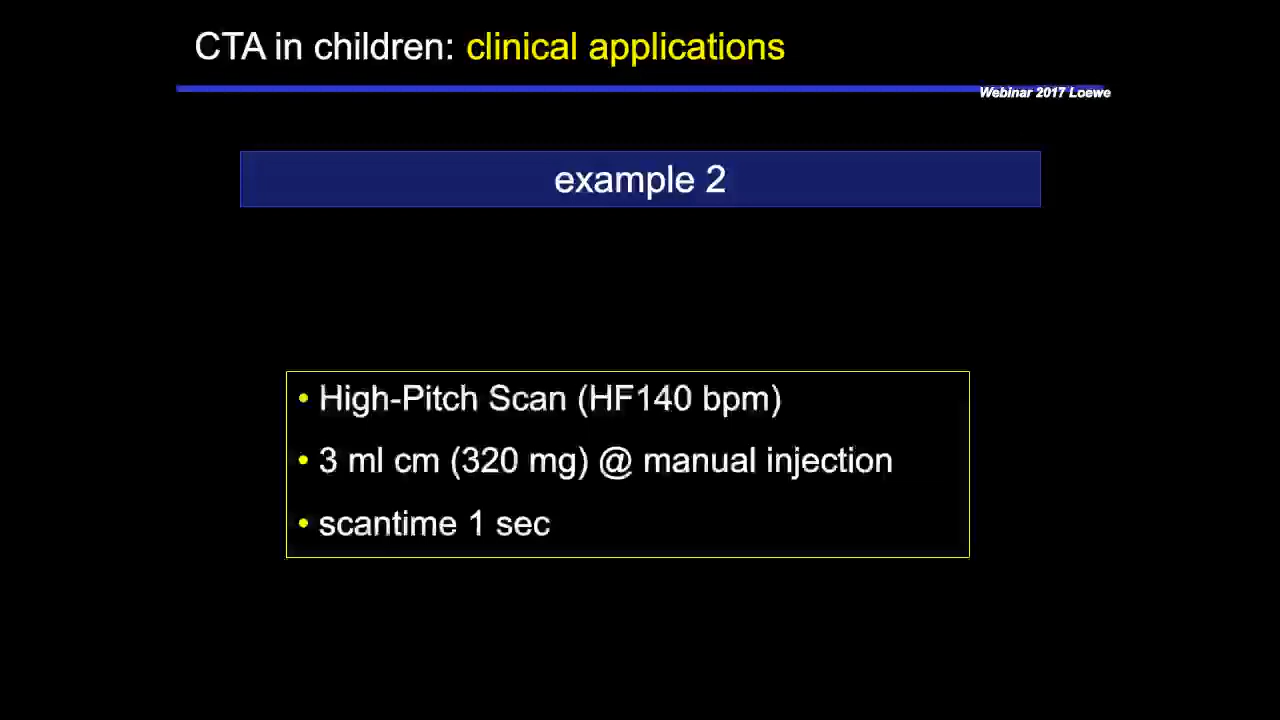 CTA in children: clinical applications
Webinar 2017 Loewe
example 2
• High-Pitch Scan (HF140 bpm)
• 3 ml cm (320 mg) @ manual injection
• scantime 1 sec